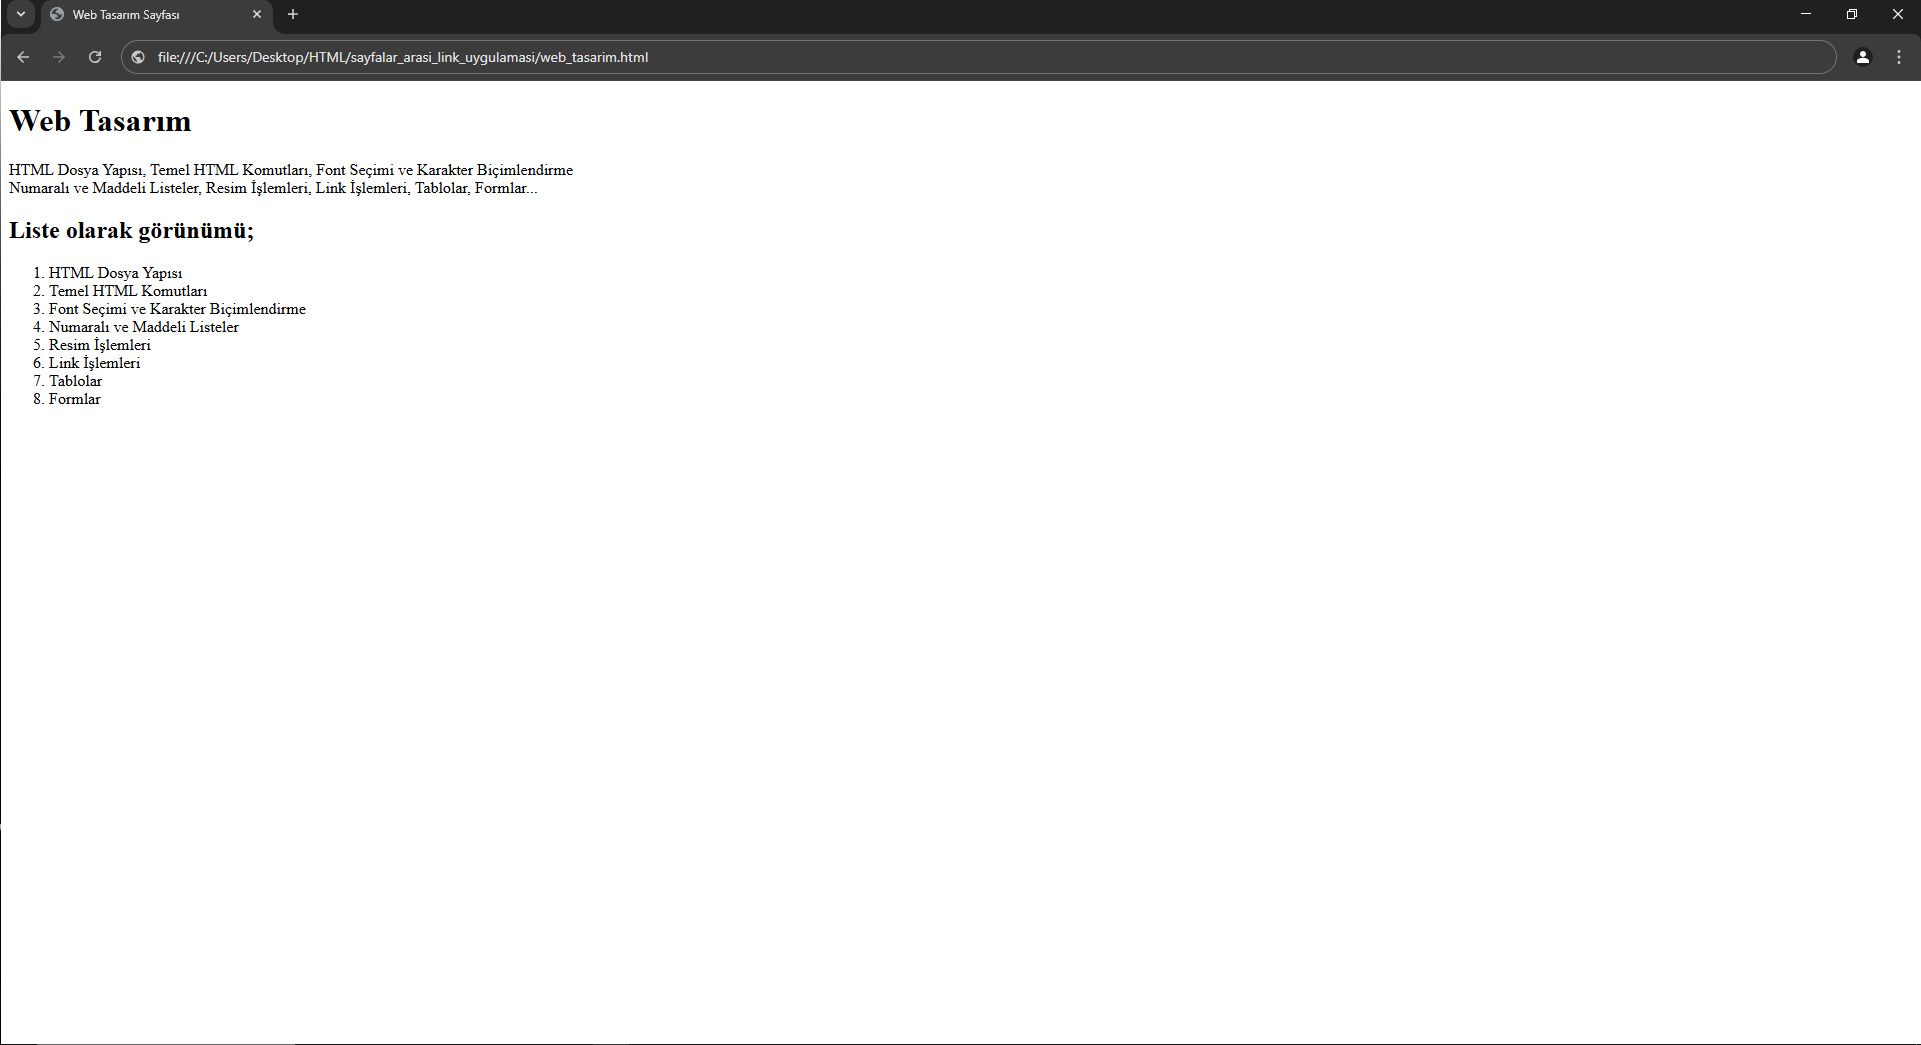 Web Tasarım Sayfası
file:///C:/Users/Desktop/HTML/sayfalar_arasi_link_uygulamasi/web_tasarim.html
Web Tasarım
HTML Dosya Yapısı, Temel HTML Komutları, Font Seçimi ve Karakter Biçimlendirme
Numaralı ve Maddeli Listeler, Resim İşlemleri, Link İşlemleri, Tablolar, Formlar...
Liste olarak görünümü;
1. HTML Dosya Yapısı
2. Temel HTML Komutları
3. Font Seçimi ve Karakter Biçimlendirme
4. Numaralı ve Maddeli Listeler
5. Resim İşlemleri
6. Link İşlemleri
7. Tablolar
8. Formlar